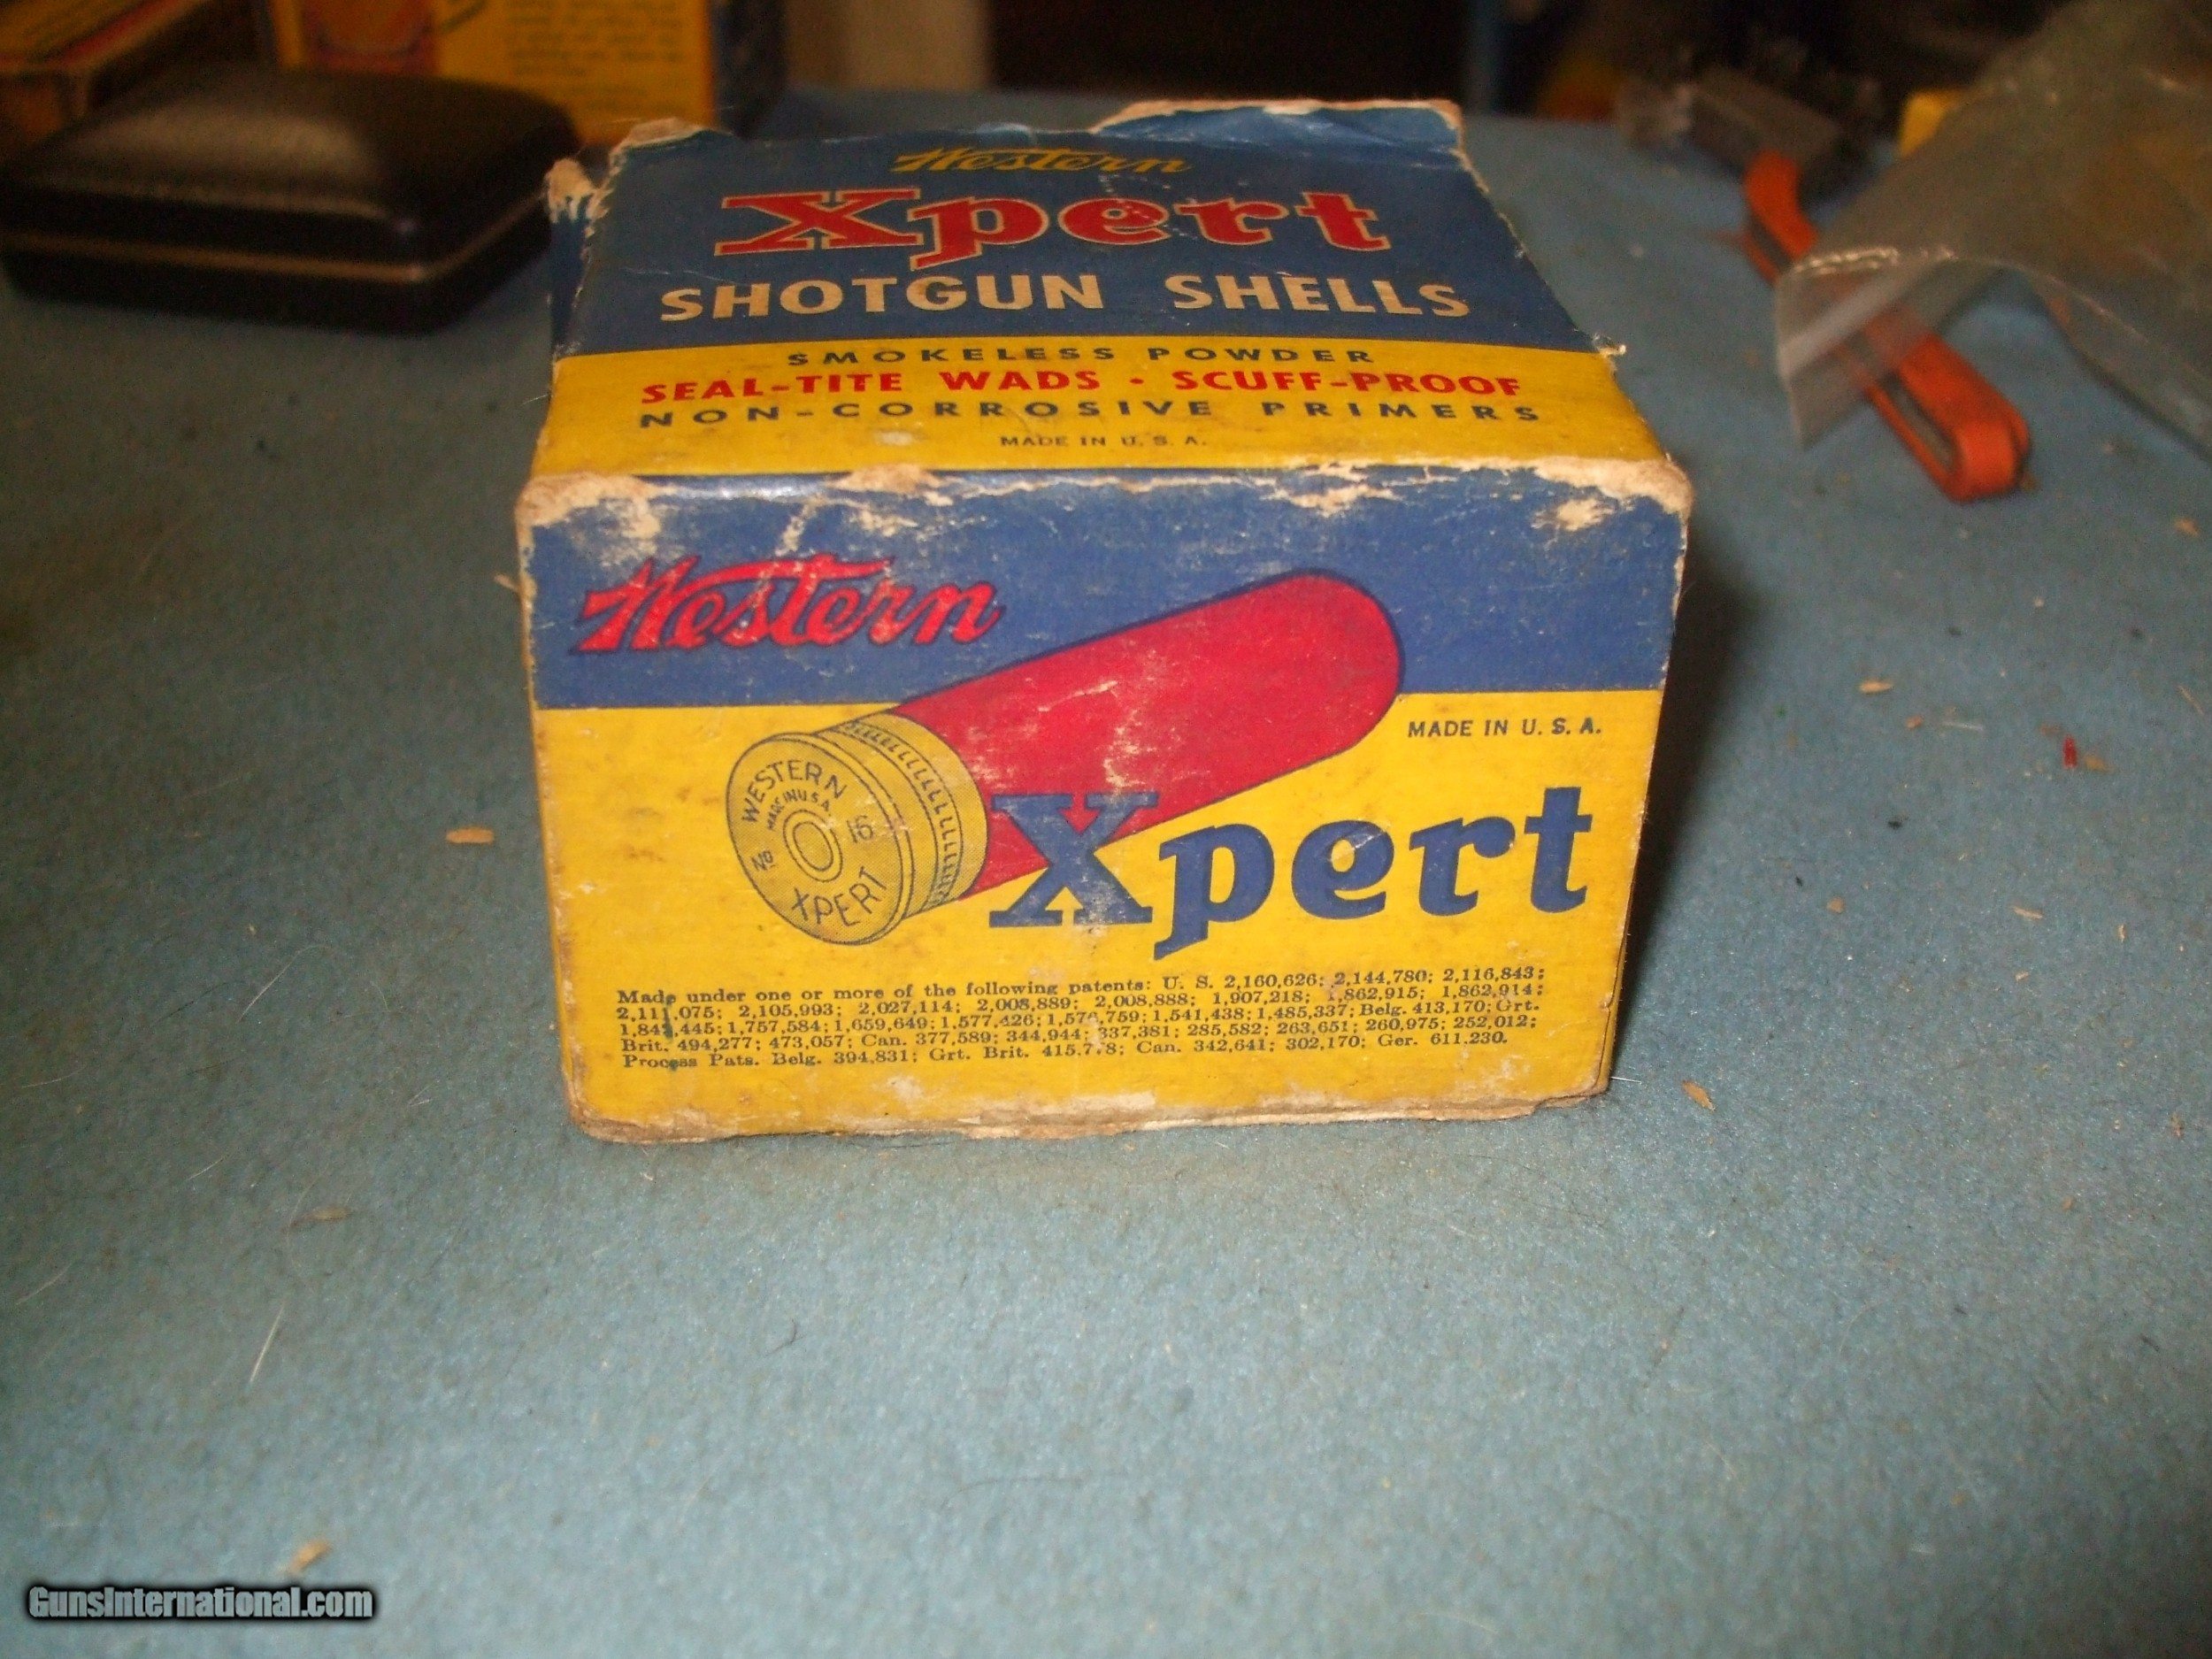 Western
Xpert
SHOTGUN SHELLS
SMOKELESS POWDER
SEAL-TITE WADS • SCUFF-PROOF
NON-CORROSIVE PRIMERS
MADE IN U. S. A.
Western
MADE IN U. S. A.
WESTERN
MADE IN U.S.A.
No 16
XPERT
Xpert
Made under one or more of the following patents: U. S. 2,160,626; 2,144,780; 2,116,843;
2,111,075; 2,105,993; 2,027,114; 2,008,889; 2,008,888; 1,907,218; 1,862,915; 1,862,914;
1,757,584; 1,659,649; 1,577,426; 1,541,438; 1,485,337; Belg. 413,170; Grt.
Brit. 494,277; 473,057; Can. 377,589; 344,944; 337,381; 285,582; 263,651; 260,975; 252,012;
Process Pats. Belg. 394,831; Grt. Brit. Can. 342,641; 302,170; Ger. 611.230.
GunsInternational.com